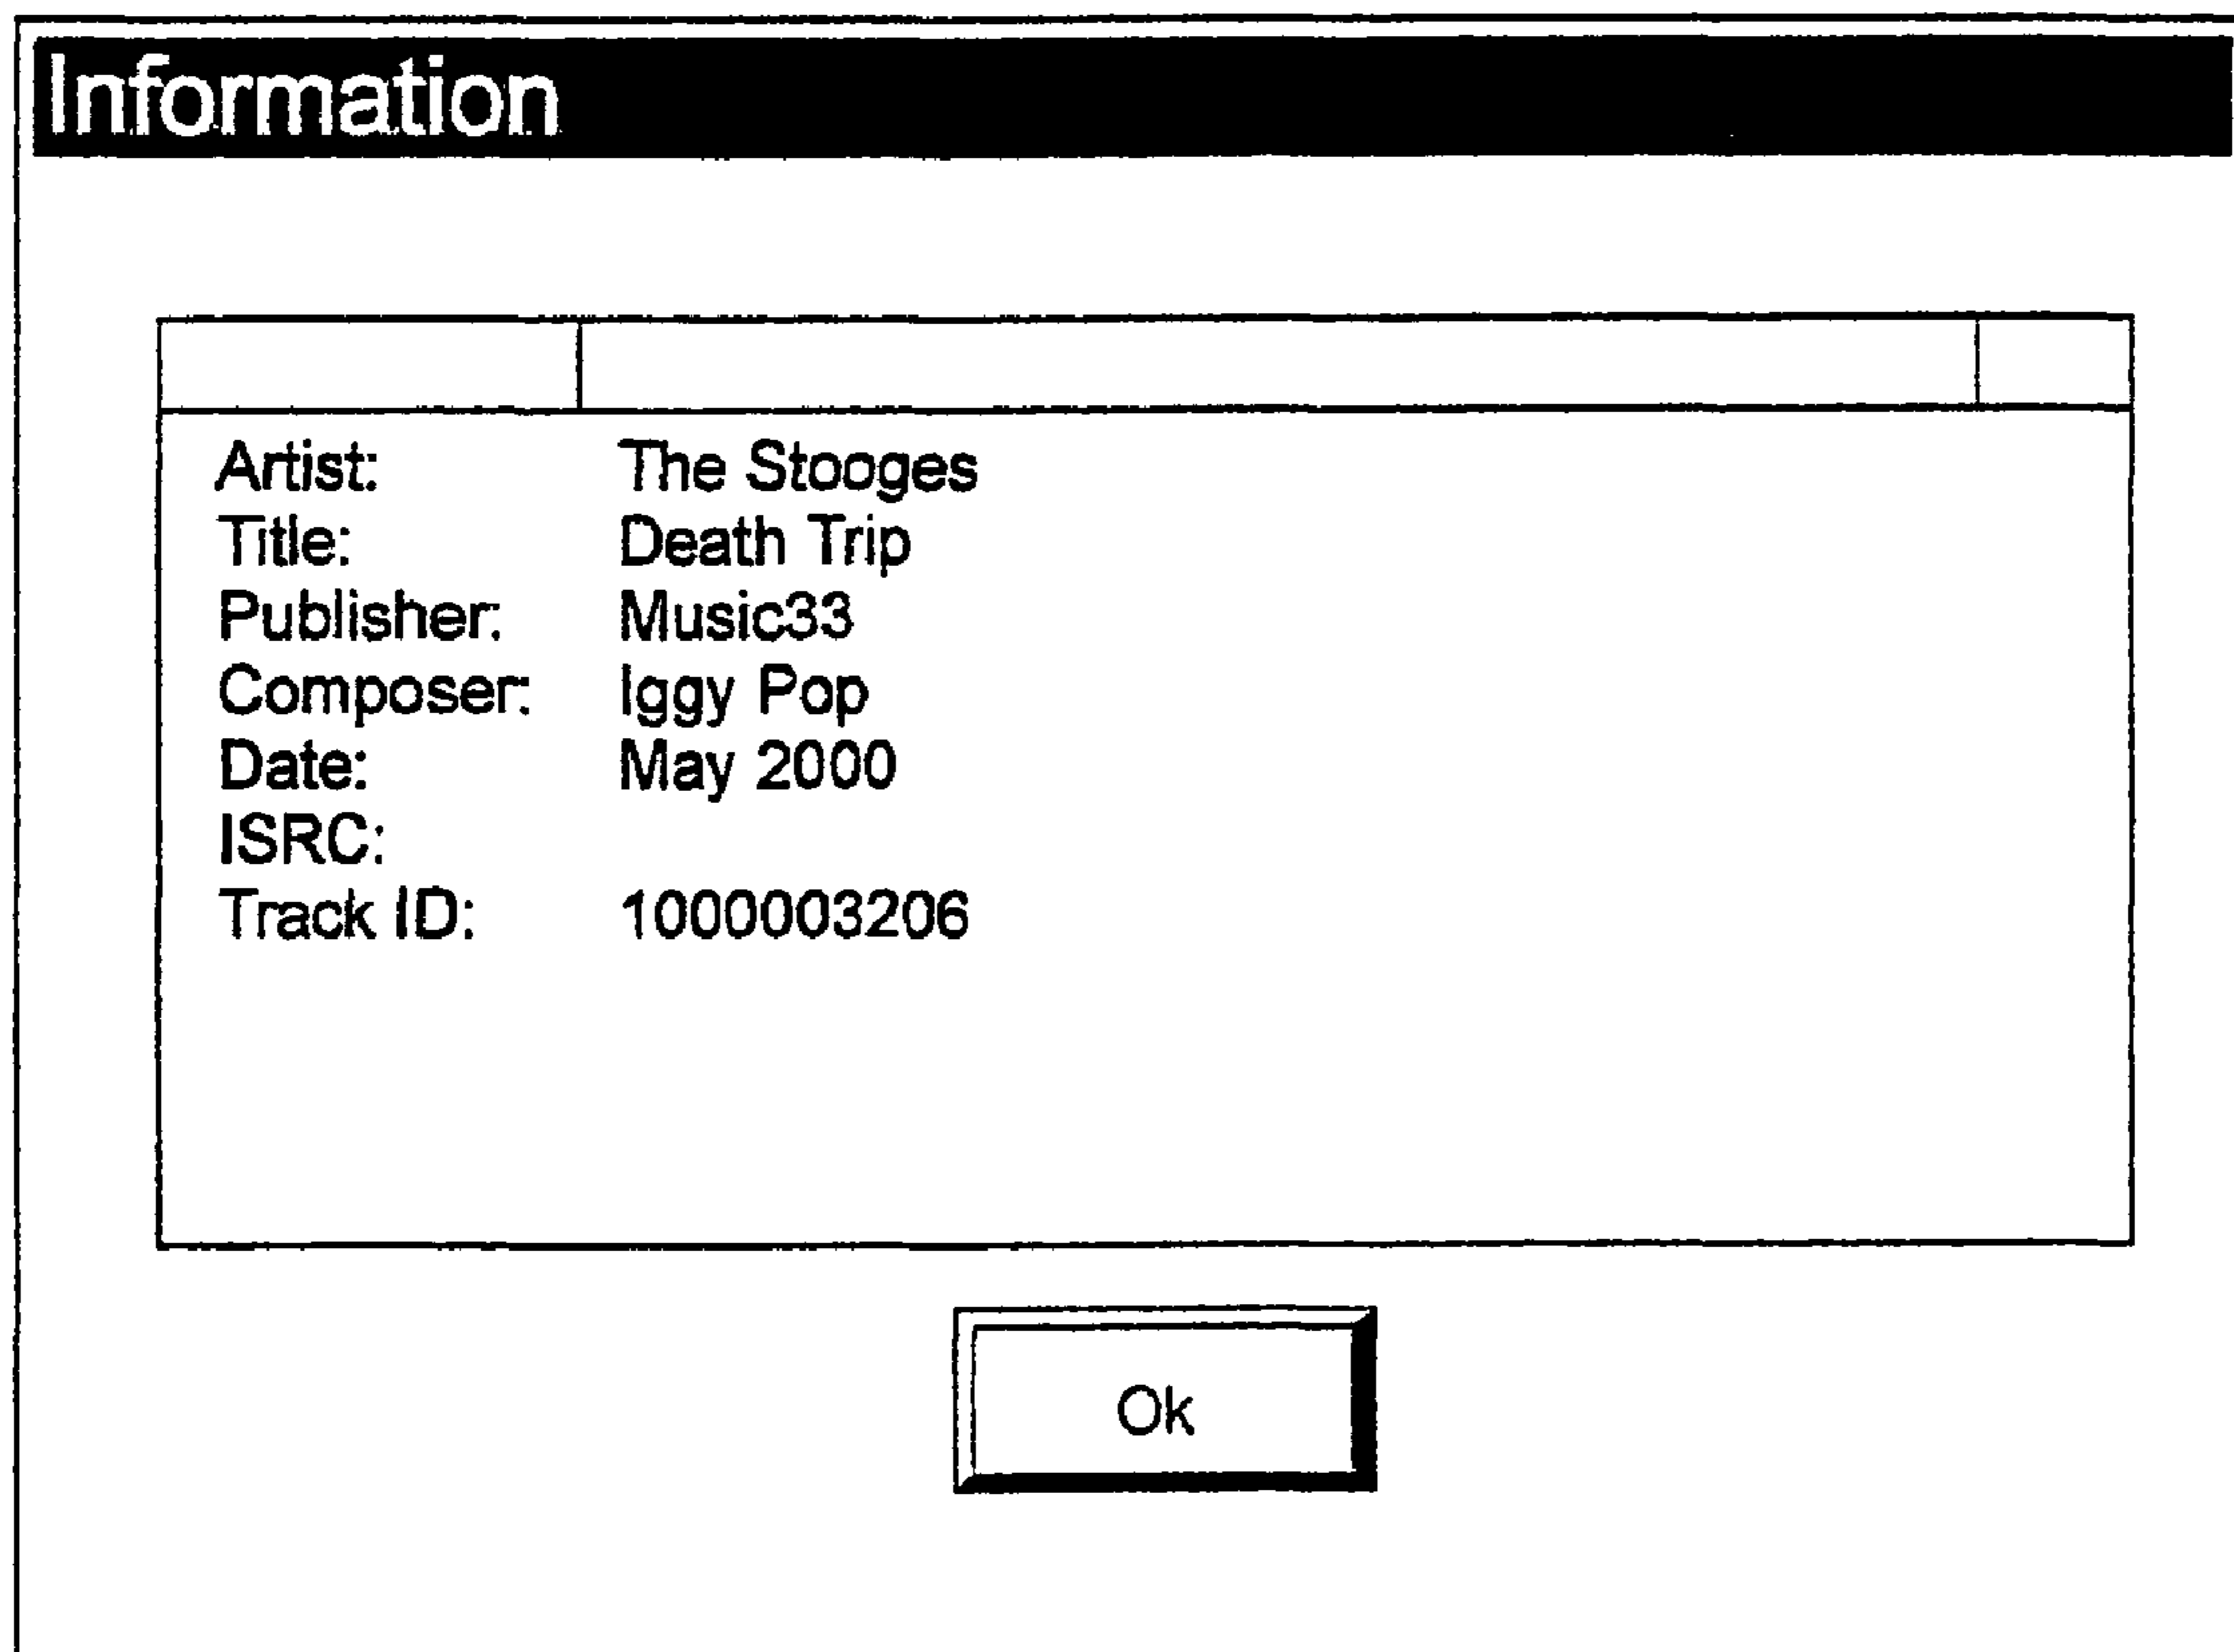 Information
Artist: The Stooges
Title: Death Trip
Publisher: Music33
Composer: Iggy Pop
Date: May 2000
ISRC:
Track ID: 1000003206
Ok